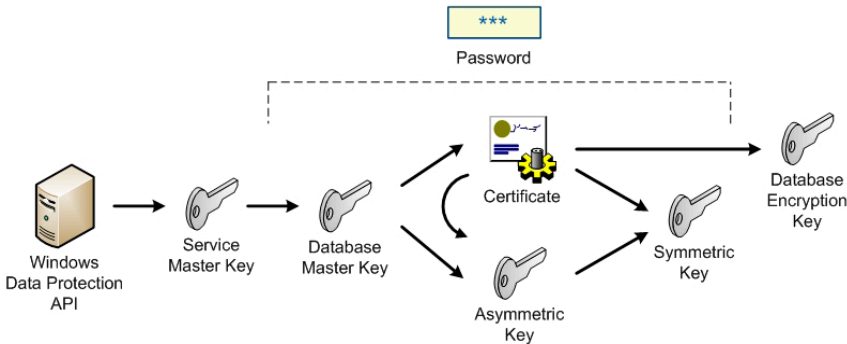 ***
Password
Certificate
Database
Encryption
Key
Service
Master Key
Database
Master Key
Symmetric
Key
Windows
Data Protection
API
Asymmetric
Key